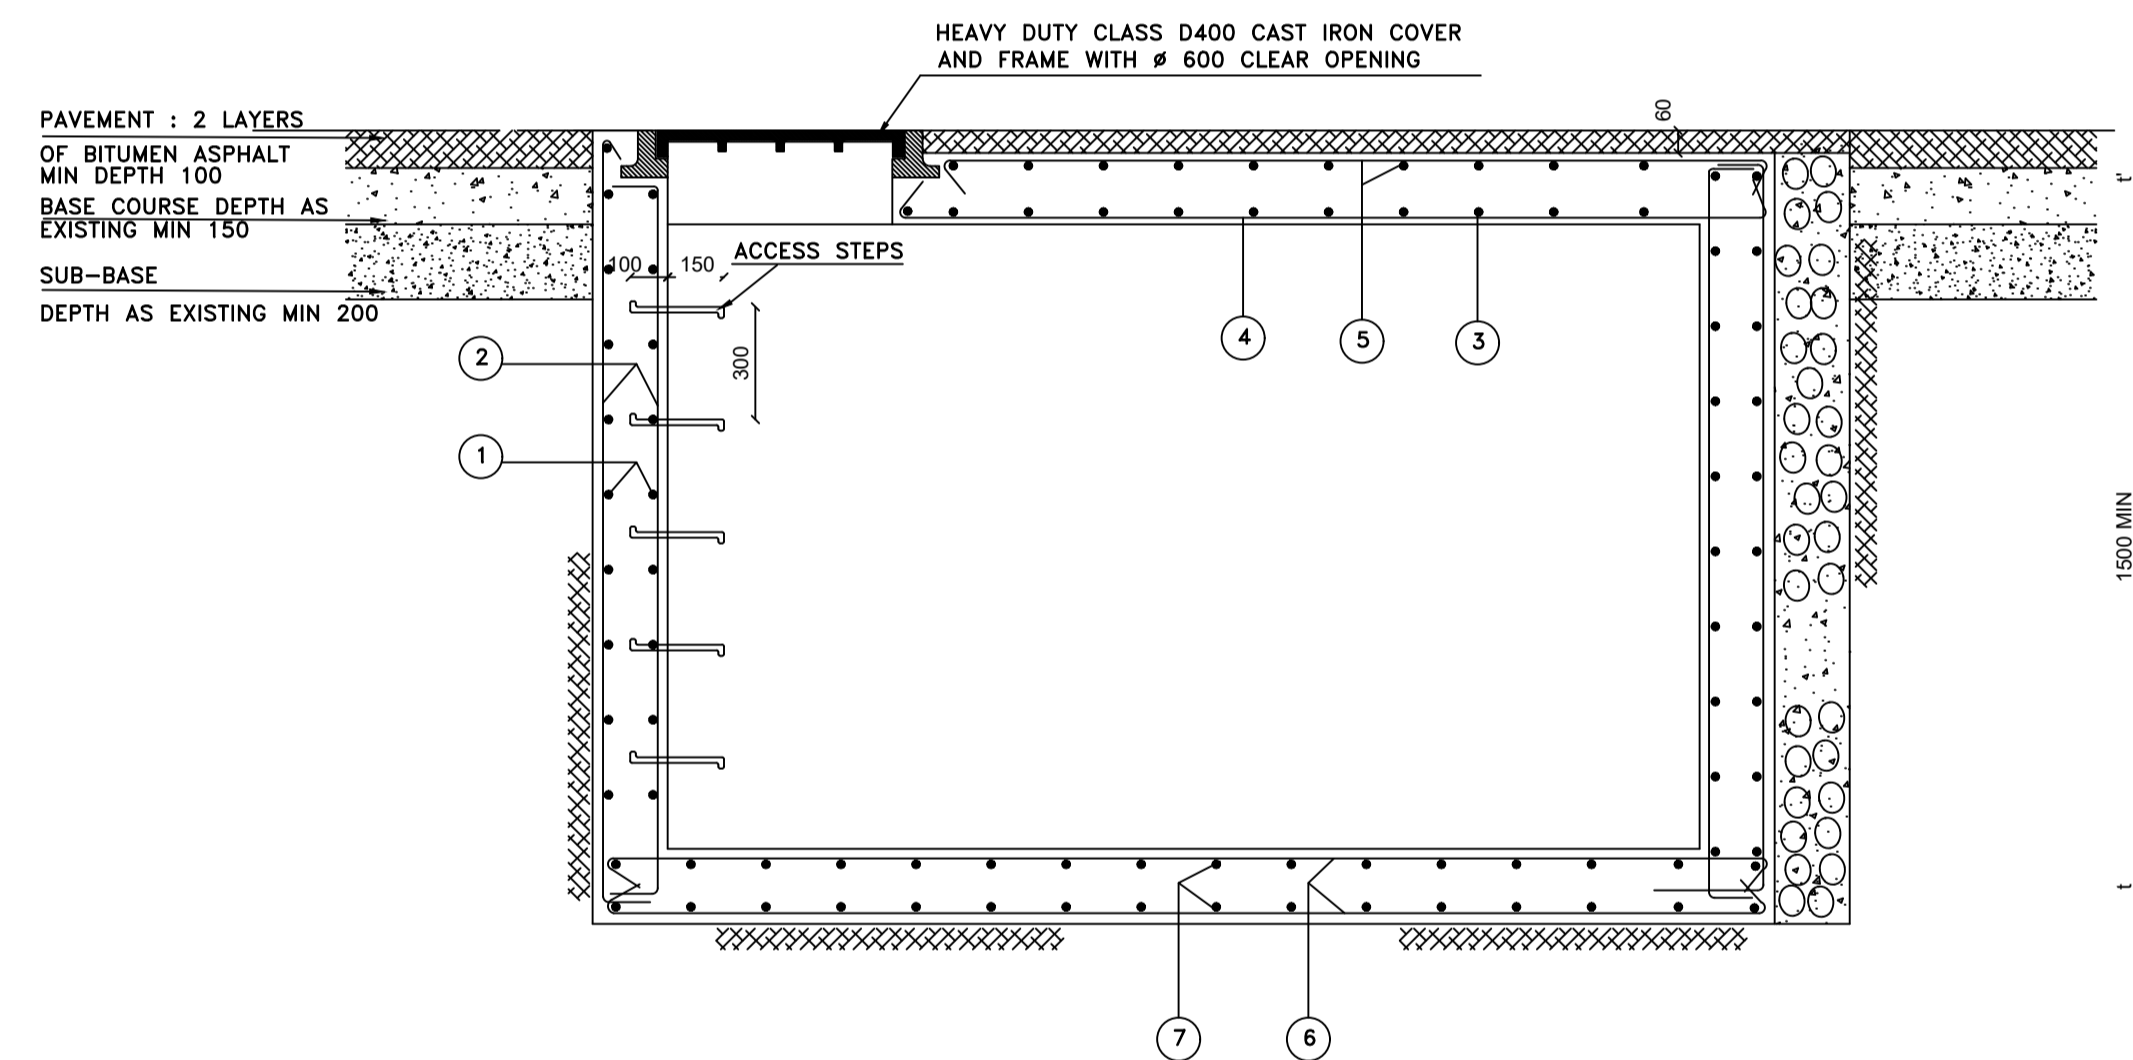 HEAVY DUTY CLASS D400 CAST IRON COVER
AND FRAME WITH ø 600 CLEAR OPENING
PAVEMENT : 2 LAYERS
OF BITUMEN ASPHALT
MIN DEPTH 100
BASE COURSE DEPTH AS
EXISTING MIN 150
SUB-BASE
DEPTH AS EXISTING MIN 200
60
t'
ACCESS STEPS
100
150
300
2
1
4
5
3
1500 MIN
t
7
6